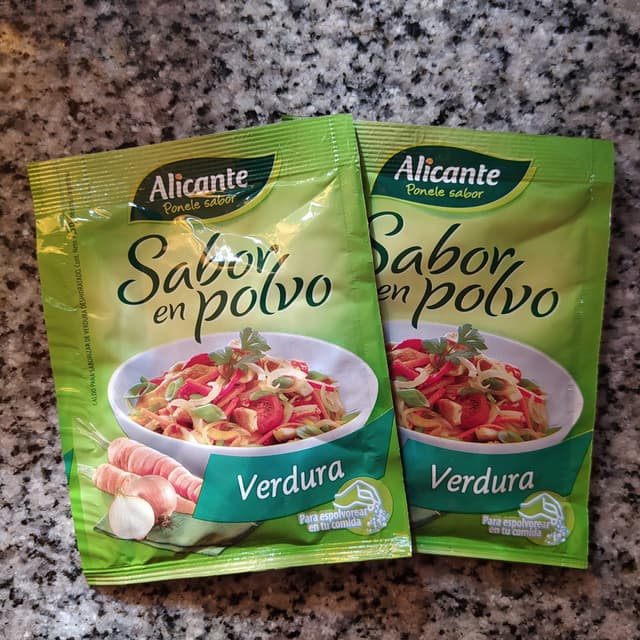 Alicante
Ponele sabor
Sabor
en polvo
Verdura
Para espolvorear
en tu comida
Alicante
Ponele sabor
Sabor
en polvo
Verdura
Para espolvorear
en tu comida